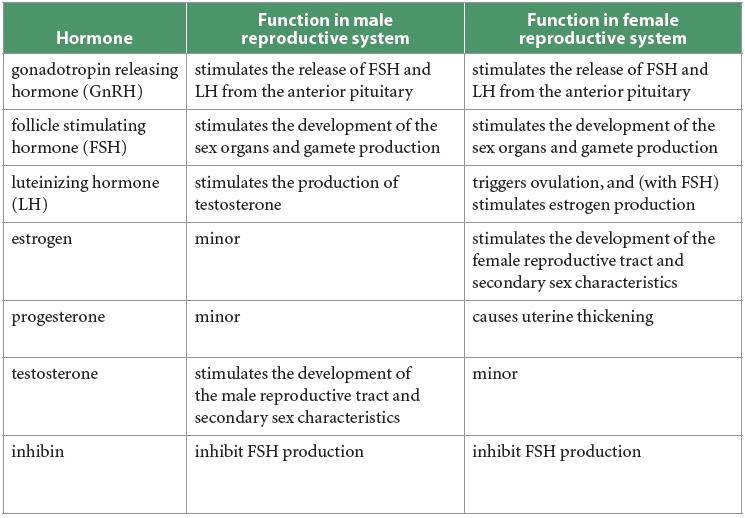 Hormone
Function in male
reproductive system
Function in female
reproductive system
gonadotropin releasing
hormone (GnRH)
stimulates the release of FSH and
LH from the anterior pituitary
stimulates the release of FSH and
LH from the anterior pituitary
follicle stimulating
hormone (FSH)
stimulates the development of the
sex organs and gamete production
stimulates the development of the
sex organs and gamete production
luteinizing hormone
(LH)
stimulates the production of
testosterone
triggers ovulation, and (with FSH)
stimulates estrogen production
estrogen
minor
stimulates the development of the
female reproductive tract and
secondary sex characteristics
progesterone
minor
causes uterine thickening
testosterone
stimulates the development of
the male reproductive tract and
secondary sex characteristics
minor
inhibin
inhibit FSH production
inhibit FSH production